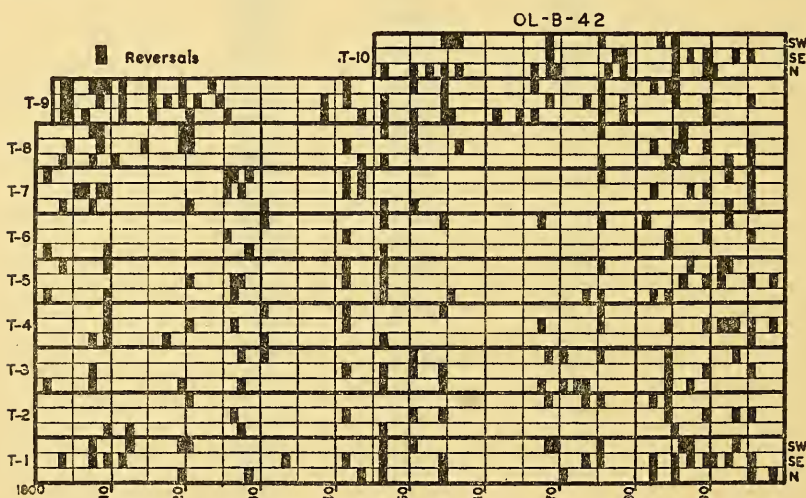 OL-B-42
Reversals
T-10
SW
SE
N
T-9
T-8
T-7
T-6
T-5
T-4
T-3
T-2
T-1
SW
SE
N
1800